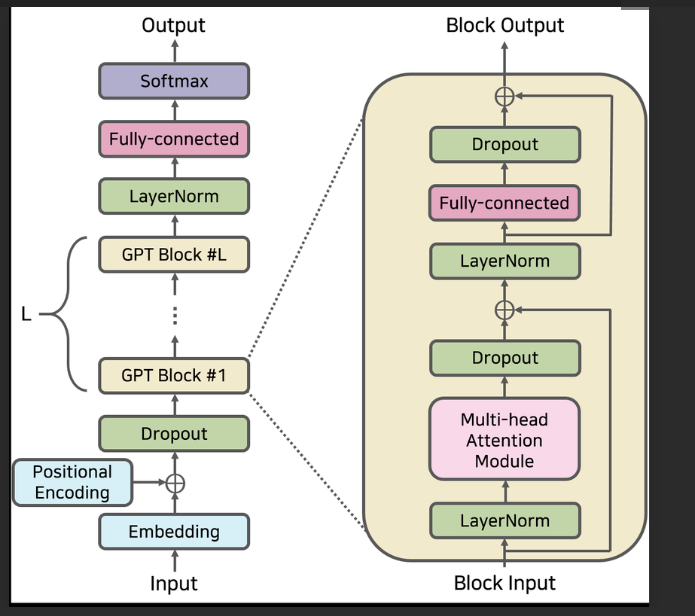 Output
Softmax
Fully-connected
LayerNorm
GPT Block #L
L
GPT Block #1
Dropout
Positional
Encoding
Embedding
Input
Block Output
Dropout
Fully-connected
LayerNorm
Dropout
Multi-head
Attention
Module
LayerNorm
Block Input